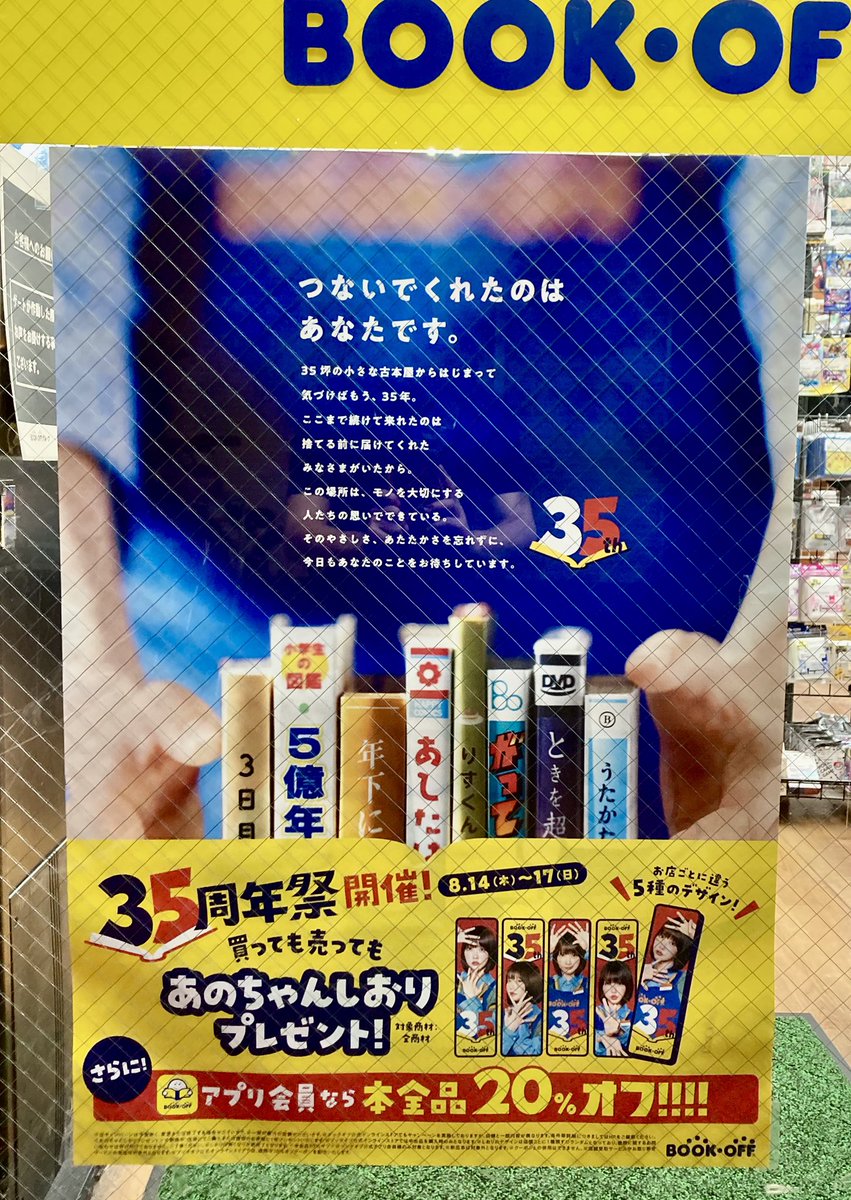 BOOK・OF
つないでくれたのは
あなたです。
35坪の小さな古本屋からはじまって
気づけばもう、35年。
ここまで続けて来れたのは
捨てる前に届けてくれた
みなさまがいたから。
この場所は、モノを大切にする
人たちの思いでできている。
そのやさしさ、あたたかさを忘れずに、
今日もあなたのことをお待ちしています。
35th
小学生の図鑑
5億年
3日月
年下に
あした
りすくん
がって
DVD
ときを超
B
うたかた
35周年祭開催!
8.14(木)〜17(日)
お店ごとに違う
5種のデザイン!
買っても売っても
あのちゃんしおり
プレゼント!
対象商材:
全商材
BOOK・OFF
35th
さらに!
BOOK・OFF
アプリ会員なら本全品20%オフ!!!!
BOOK・OFF